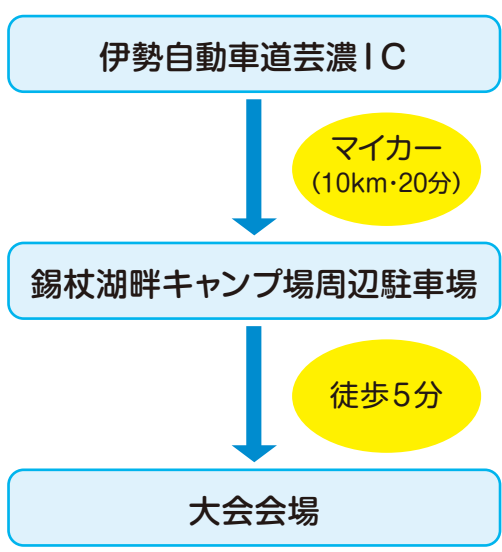 伊勢自動車道芸濃IC
マイカー
(10km・20分)
錫杖湖畔キャンプ場周辺駐車場
徒歩5分
大会会場